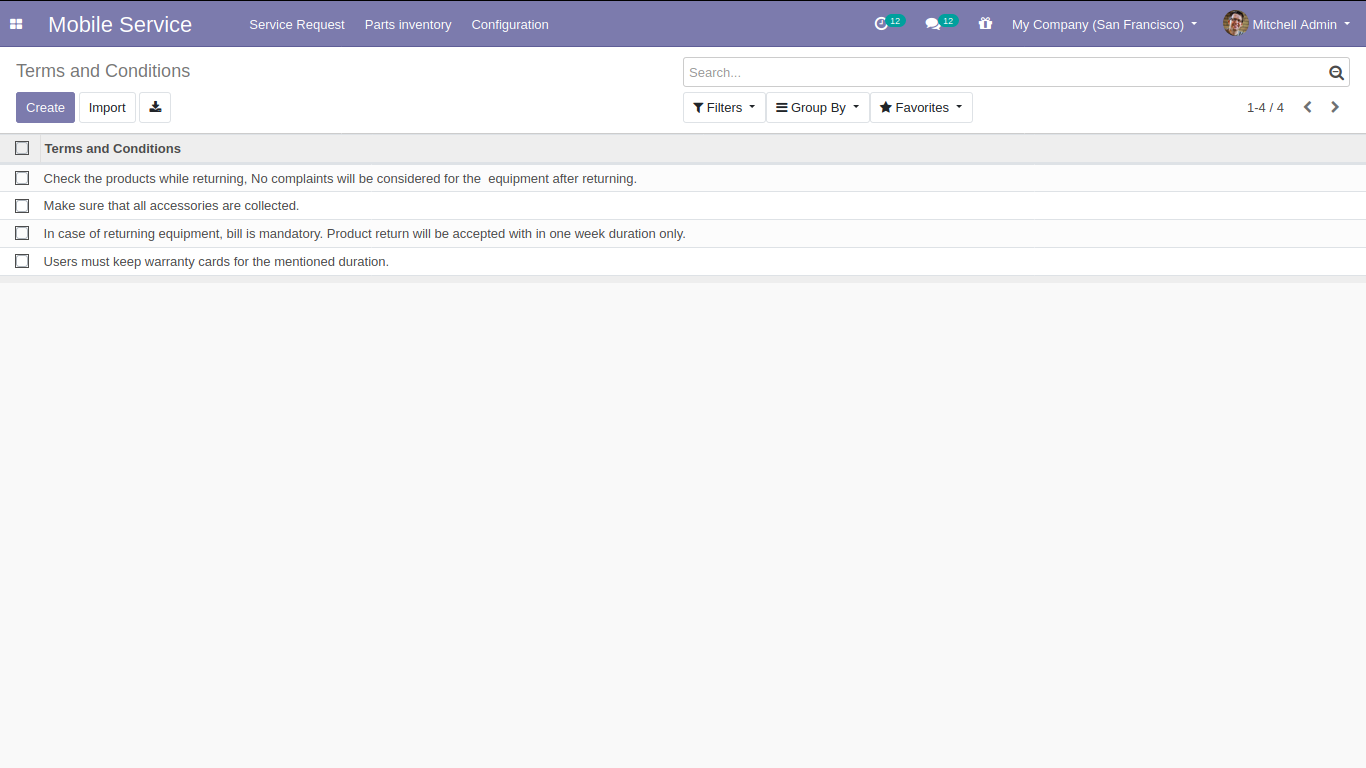 Mobile Service Service Request Parts inventory Configuration 12 12 My Company (San Francisco) Mitchell Admin
Terms and Conditions
Search...
Create Import Filters Group By Favorites 1-4 / 4
Terms and Conditions
Check the products while returning, No complaints will be considered for the  equipment after returning.
Make sure that all accessories are collected.
In case of returning equipment, bill is mandatory. Product return will be accepted with in one week duration only.
Users must keep warranty cards for the mentioned duration.